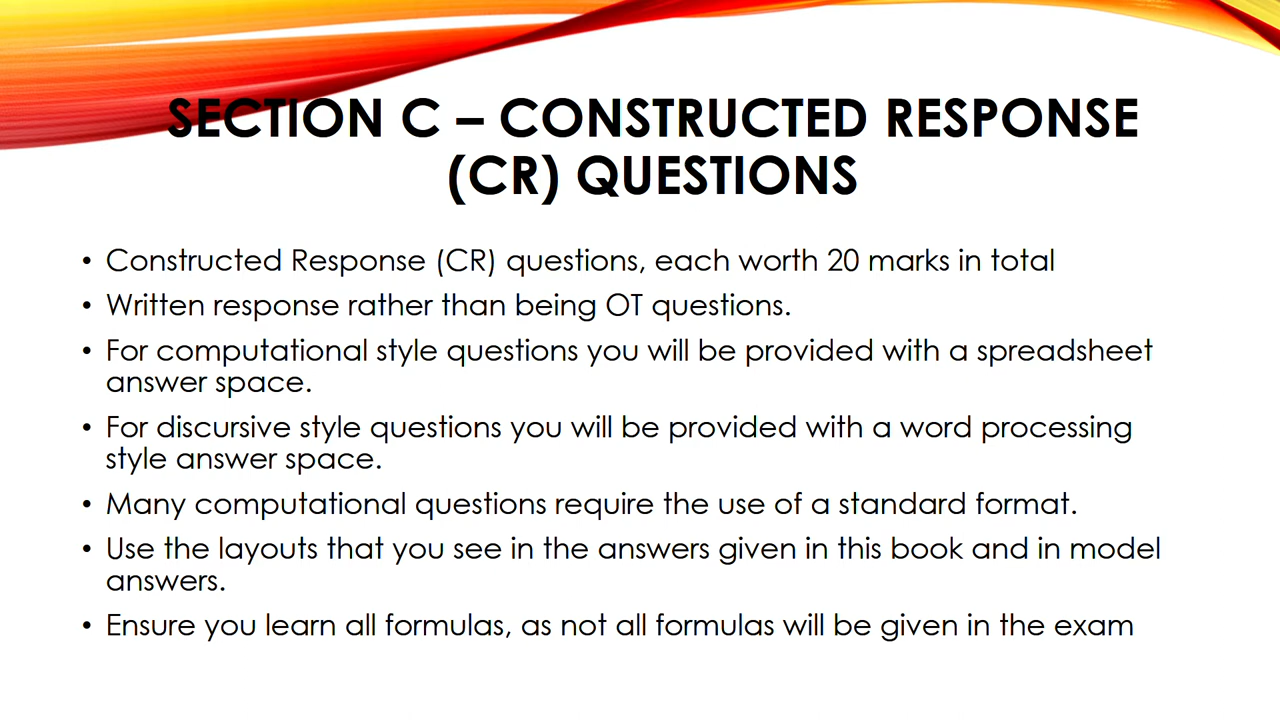 SECTION C – CONSTRUCTED RESPONSE
(CR) QUESTIONS
• Constructed Response (CR) questions, each worth 20 marks in total
• Written response rather than being OT questions.
• For computational style questions you will be provided with a spreadsheet
answer space.
• For discursive style questions you will be provided with a word processing
style answer space.
• Many computational questions require the use of a standard format.
• Use the layouts that you see in the answers given in this book and in model
answers.
• Ensure you learn all formulas, as not all formulas will be given in the exam